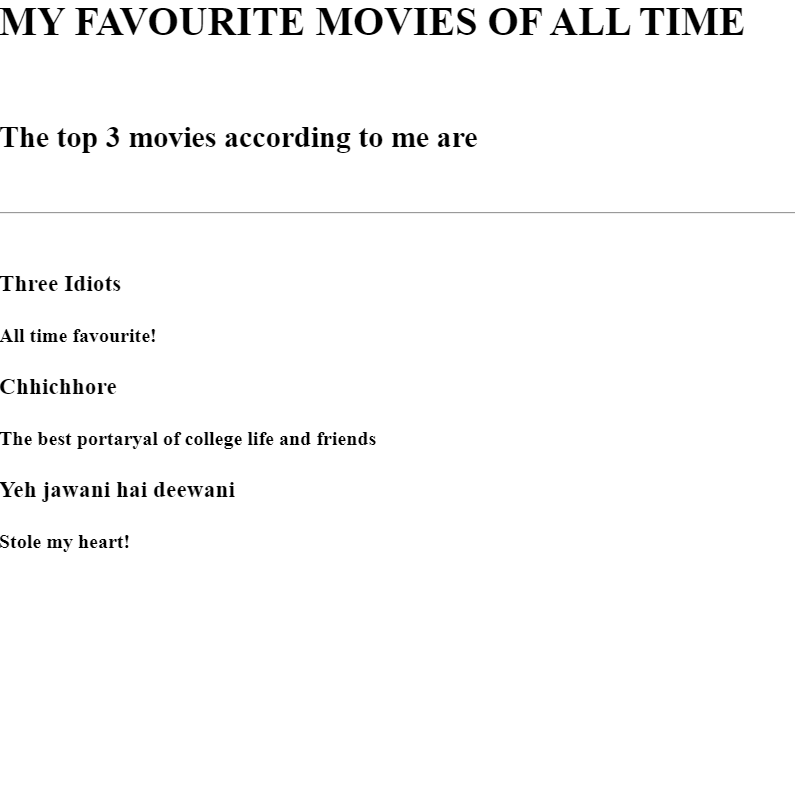 MY FAVOURITE MOVIES OF ALL TIME
The top 3 movies according to me are
Three Idiots
All time favourite!
Chhichhore
The best portaryal of college life and friends
Yeh jawani hai deewani
Stole my heart!